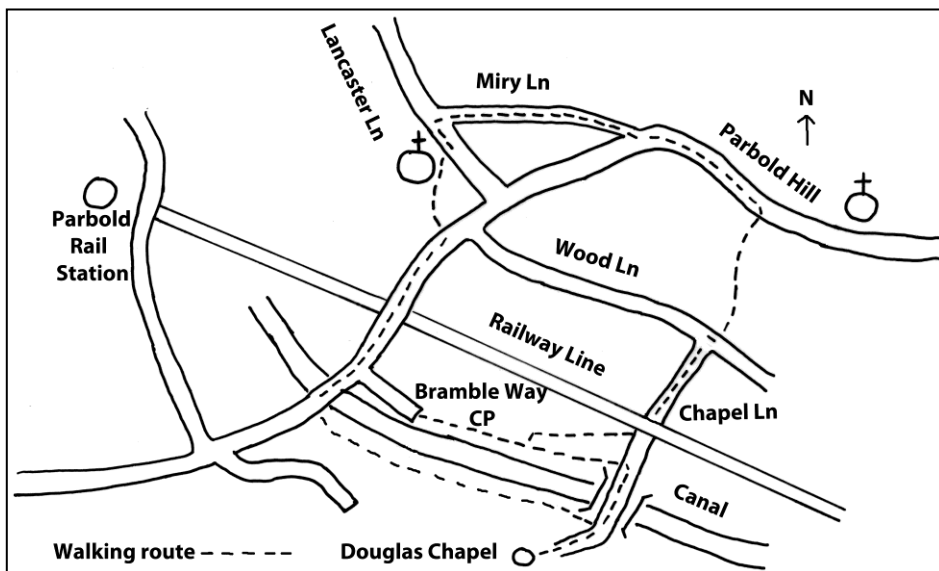 Lancaster Ln
Miry Ln
N
Parbold Hill
Parbold
Rail
Station
Wood Ln
Railway Line
Bramble Way
CP
Chapel Ln
Canal
Walking route
Douglas Chapel